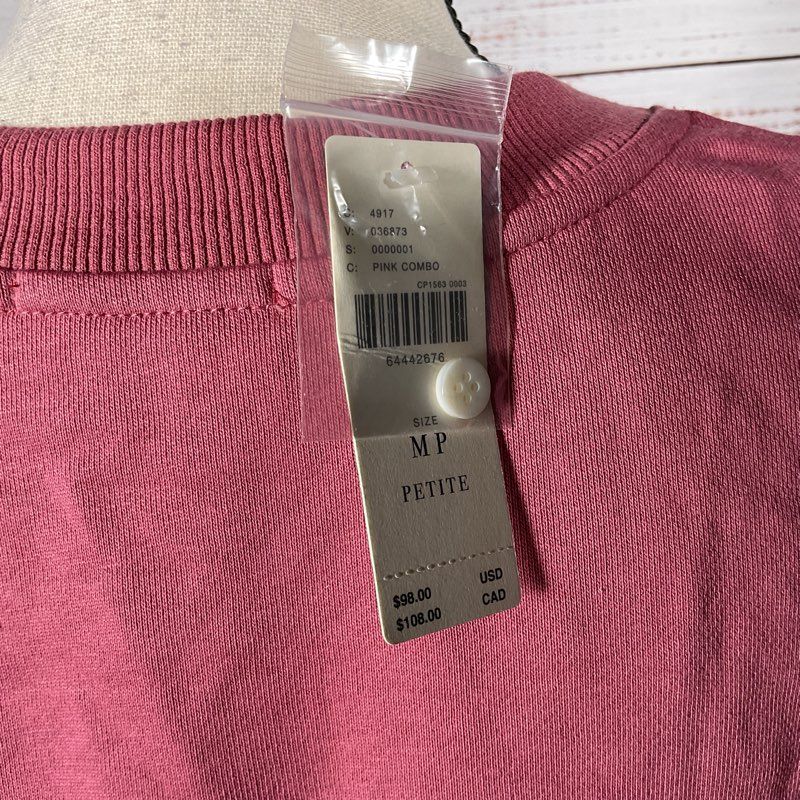 : 4917
V: 036873
S: 0000001
C: PINK COMBO
CP1563 0003
64442676
SIZE
MP
PETITE
$98.00 USD
$108.00 CAD